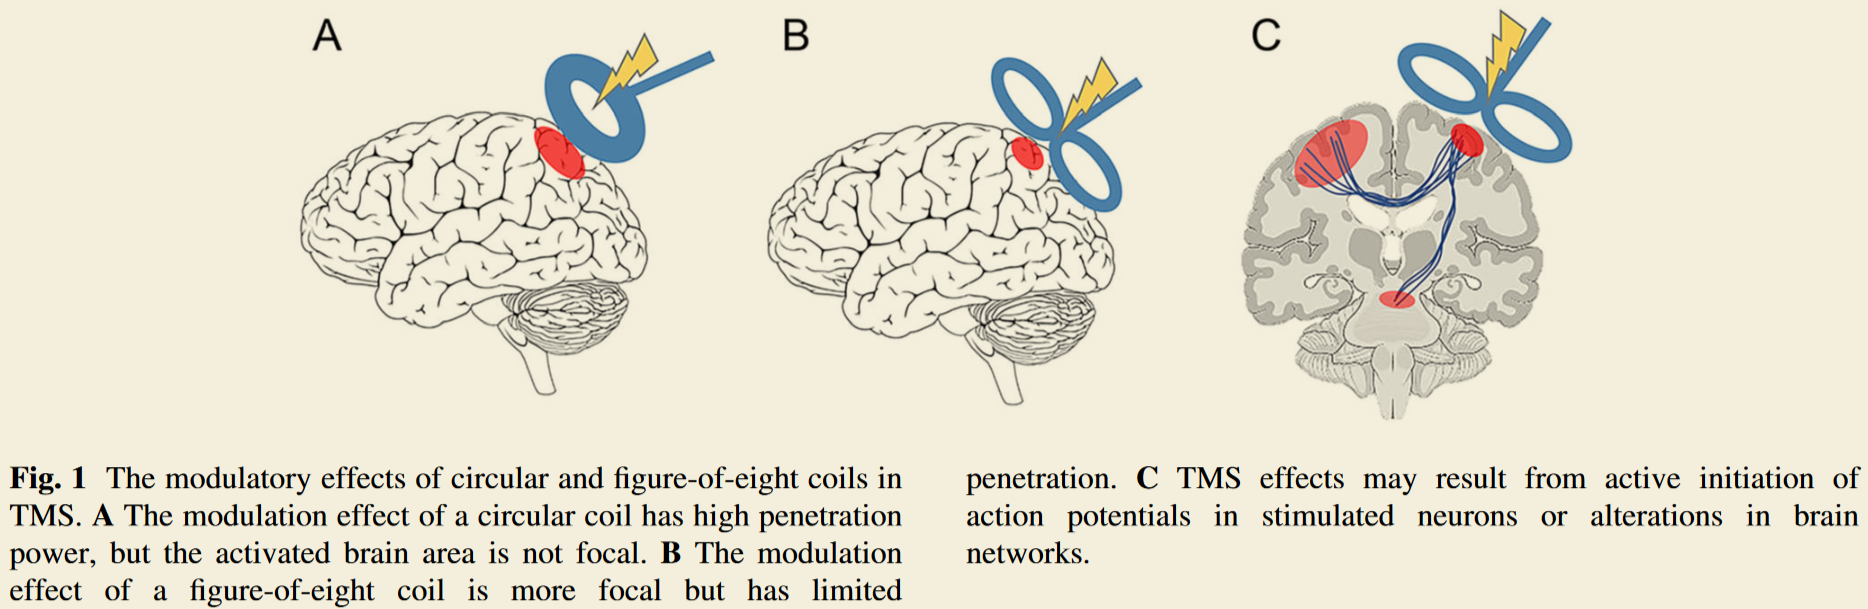 A
B
C
Fig. 1 The modulatory effects of circular and figure-of-eight coils in
TMS. A The modulation effect of a circular coil has high penetration
power, but the activated brain area is not focal. B The modulation
effect of a figure-of-eight coil is more focal but has limited
penetration. C TMS effects may result from active initiation of
action potentials in stimulated neurons or alterations in brain
networks.